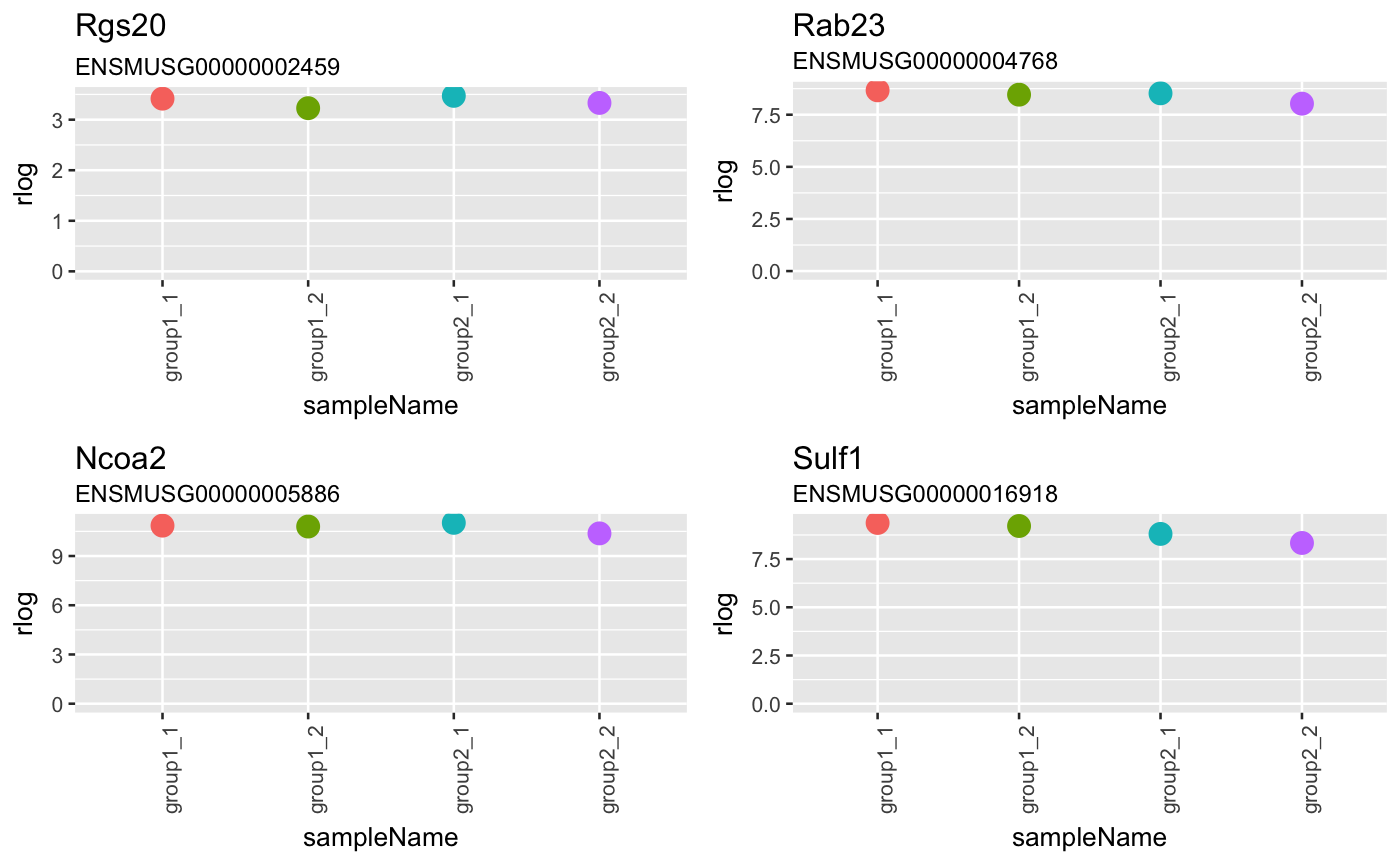 Rgs20
ENSMUSG00000002459
3
2
1
0
rlog
group1_1
group1_2
group2_1
group2_2
sampleName
Rab23
ENSMUSG00000004768
7.5
5.0
2.5
0.0
rlog
group1_1
group1_2
group2_1
group2_2
sampleName
Ncoa2
ENSMUSG00000005886
9
6
3
0
rlog
group1_1
group1_2
group2_1
group2_2
sampleName
Sulf1
ENSMUSG00000016918
7.5
5.0
2.5
0.0
rlog
group1_1
group1_2
group2_1
group2_2
sampleName